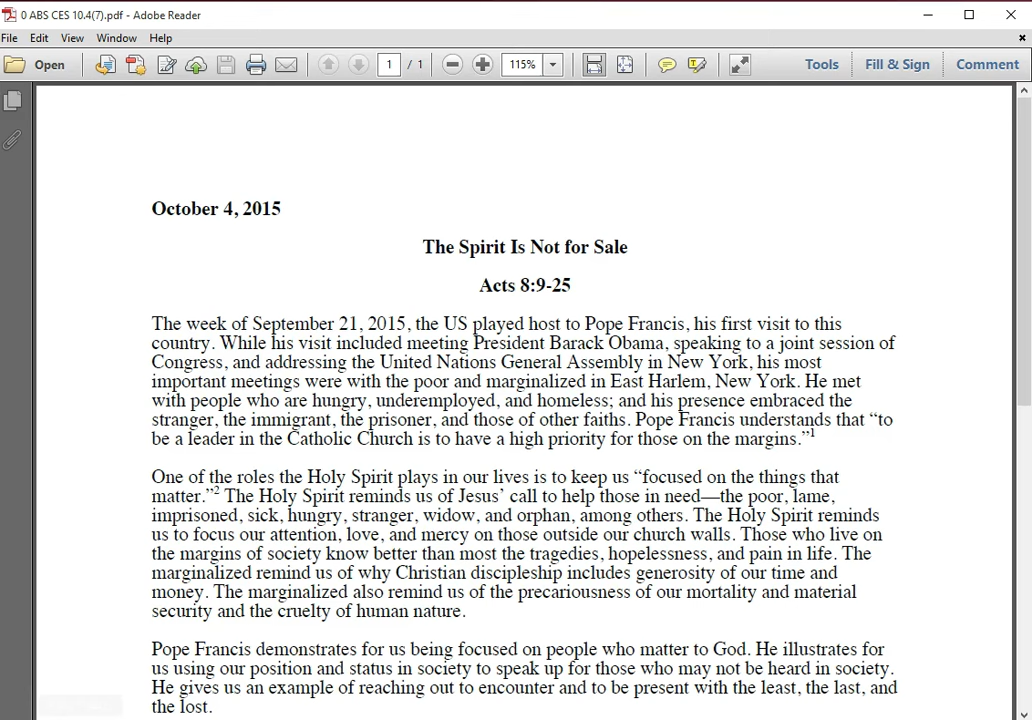 0 ABS CES 10.4(7).pdf - Adobe Reader
File Edit View Window Help
Open 1 / 1 115% Tools Fill & Sign Comment
October 4, 2015
The Spirit Is Not for Sale
Acts 8:9-25
The week of September 21, 2015, the US played host to Pope Francis, his first visit to this
country. While his visit included meeting President Barack Obama, speaking to a joint session of
Congress, and addressing the United Nations General Assembly in New York, his most
important meetings were with the poor and marginalized in East Harlem, New York. He met
with people who are hungry, underemployed, and homeless; and his presence embraced the
stranger, the immigrant, the prisoner, and those of other faiths. Pope Francis understands that “to
be a leader in the Catholic Church is to have a high priority for those on the margins.”1
One of the roles the Holy Spirit plays in our lives is to keep us “focused on the things that
matter.”2 The Holy Spirit reminds us of Jesus’ call to help those in need—the poor, lame,
imprisoned, sick, hungry, stranger, widow, and orphan, among others. The Holy Spirit reminds
us to focus our attention, love, and mercy on those outside our church walls. Those who live on
the margins of society know better than most the tragedies, hopelessness, and pain in life. The
marginalized remind us of why Christian discipleship includes generosity of our time and
money. The marginalized also remind us of the precariousness of our mortality and material
security and the cruelty of human nature.
Pope Francis demonstrates for us being focused on people who matter to God. He illustrates for
us using our position and status in society to speak up for those who may not be heard in society.
He gives us an example of reaching out to encounter and to be present with the least, the last, and
the lost.